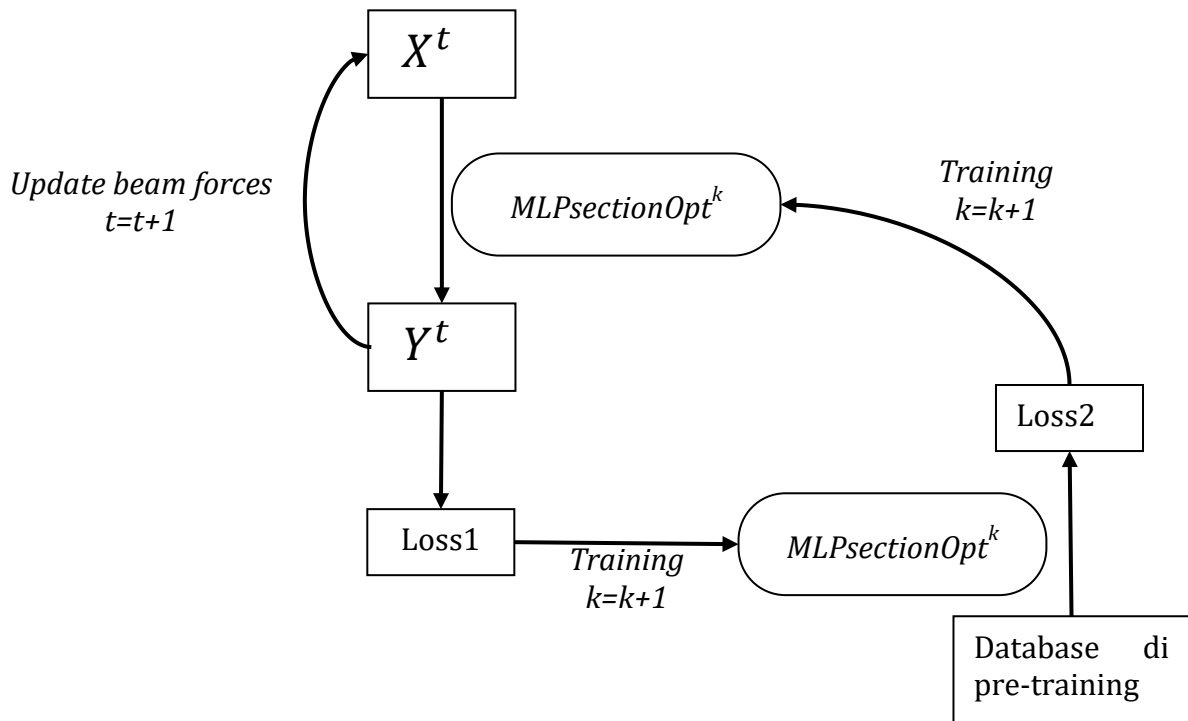 X^t
Update beam forces
t=t+1
MLPsectionOpt^k
Training
k=k+1
Y^t
Loss2
Loss1
Training
k=k+1
MLPsectionOpt^k
Database di
pre-training